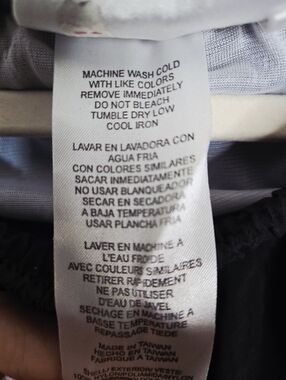 MACHINE WASH COLD
WITH LIKE COLORS
REMOVE IMMEDIATELY
DO NOT BLEACH
TUMBLE DRY LOW
COOL IRON
LAVAR EN LAVADORA CON
AGUA FRIA
CON COLORES SIMILARES
SACAR INMEDIATAMENTE
NO USAR BLANQUEADOR
SECAR EN SECADORA
A BAJA TEMPERATURA
USAR PLANCHA FRIA
LAVER EN MACHINE A
L'EAU FROIDE
AVEC COULEURS SIMILAIRES
RETIRER RAPIDEMENT
NE PAS UTILISER
D'EAU DE JAVEL
SECHAGE EN MACHINE A
BASSE TEMPERATURE
REPASSAGE TIEDE
MADE IN TAIWAN
HECHO EN TAIWAN
FABRIQUE A TAIWAN
SHELL/EXTERIOR VESTE